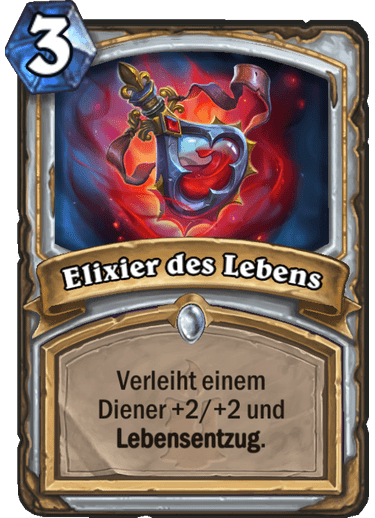 3
Elixier des Lebens
Verleiht einem
Diener +2/+2 und
Lebensentzug.